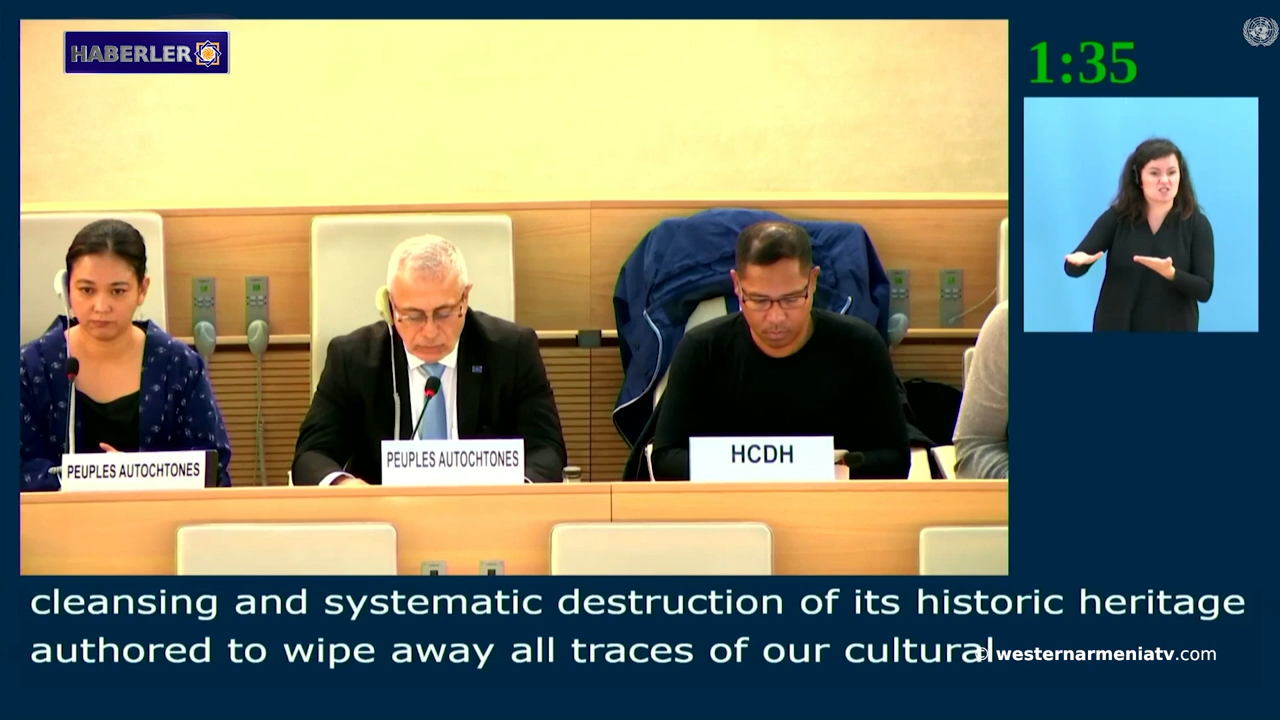 HABERLER
1:35
PEUPLES AUTOCHTONES
PEUPLES AUTOCHTONES
HCDH
cleansing and systematic destruction of its historic heritage
authored to wipe away all traces of our cultural
© westernarmeniatv.com